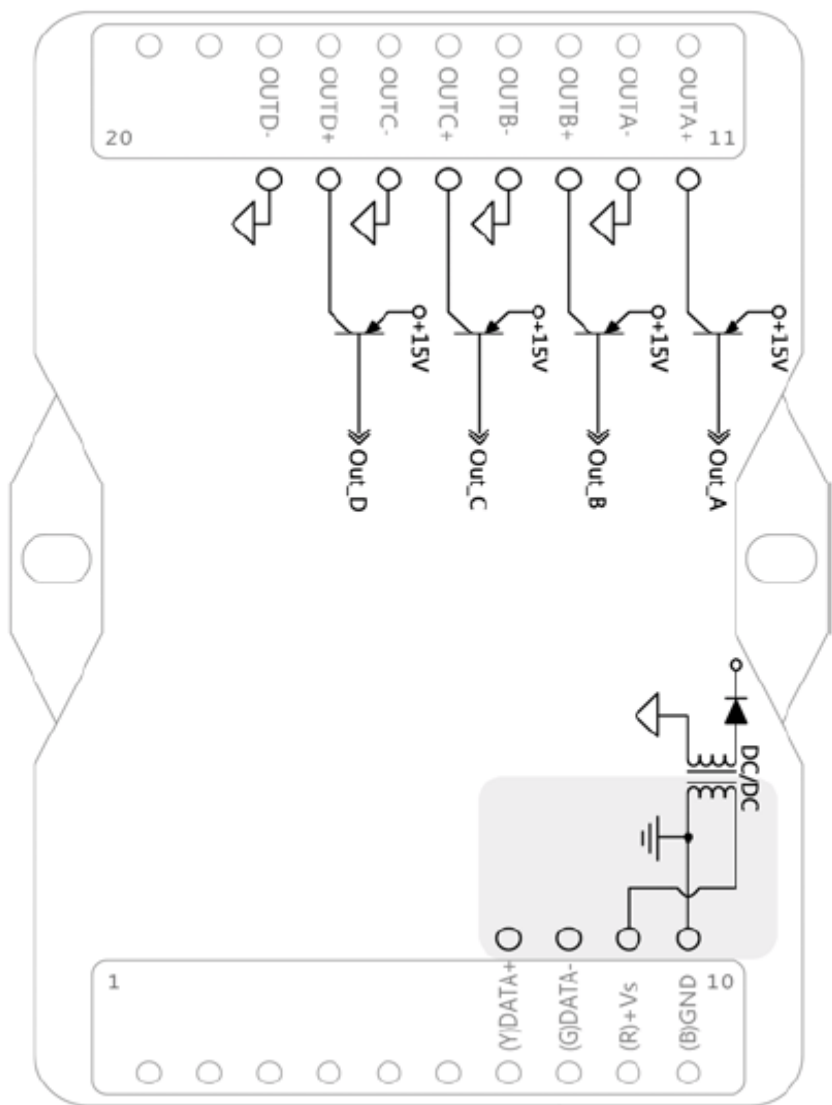 OUTD-
OUTD+
OUTC-
OUTC+
OUTB-
OUTB+
OUTA-
OUTA+
20
11
+15V
+15V
+15V
+15V
Out_D
Out_C
Out_B
Out_A
DC/DC
1
(Y)DATA+
(G)DATA-
(R)+Vs
(B)GND
10